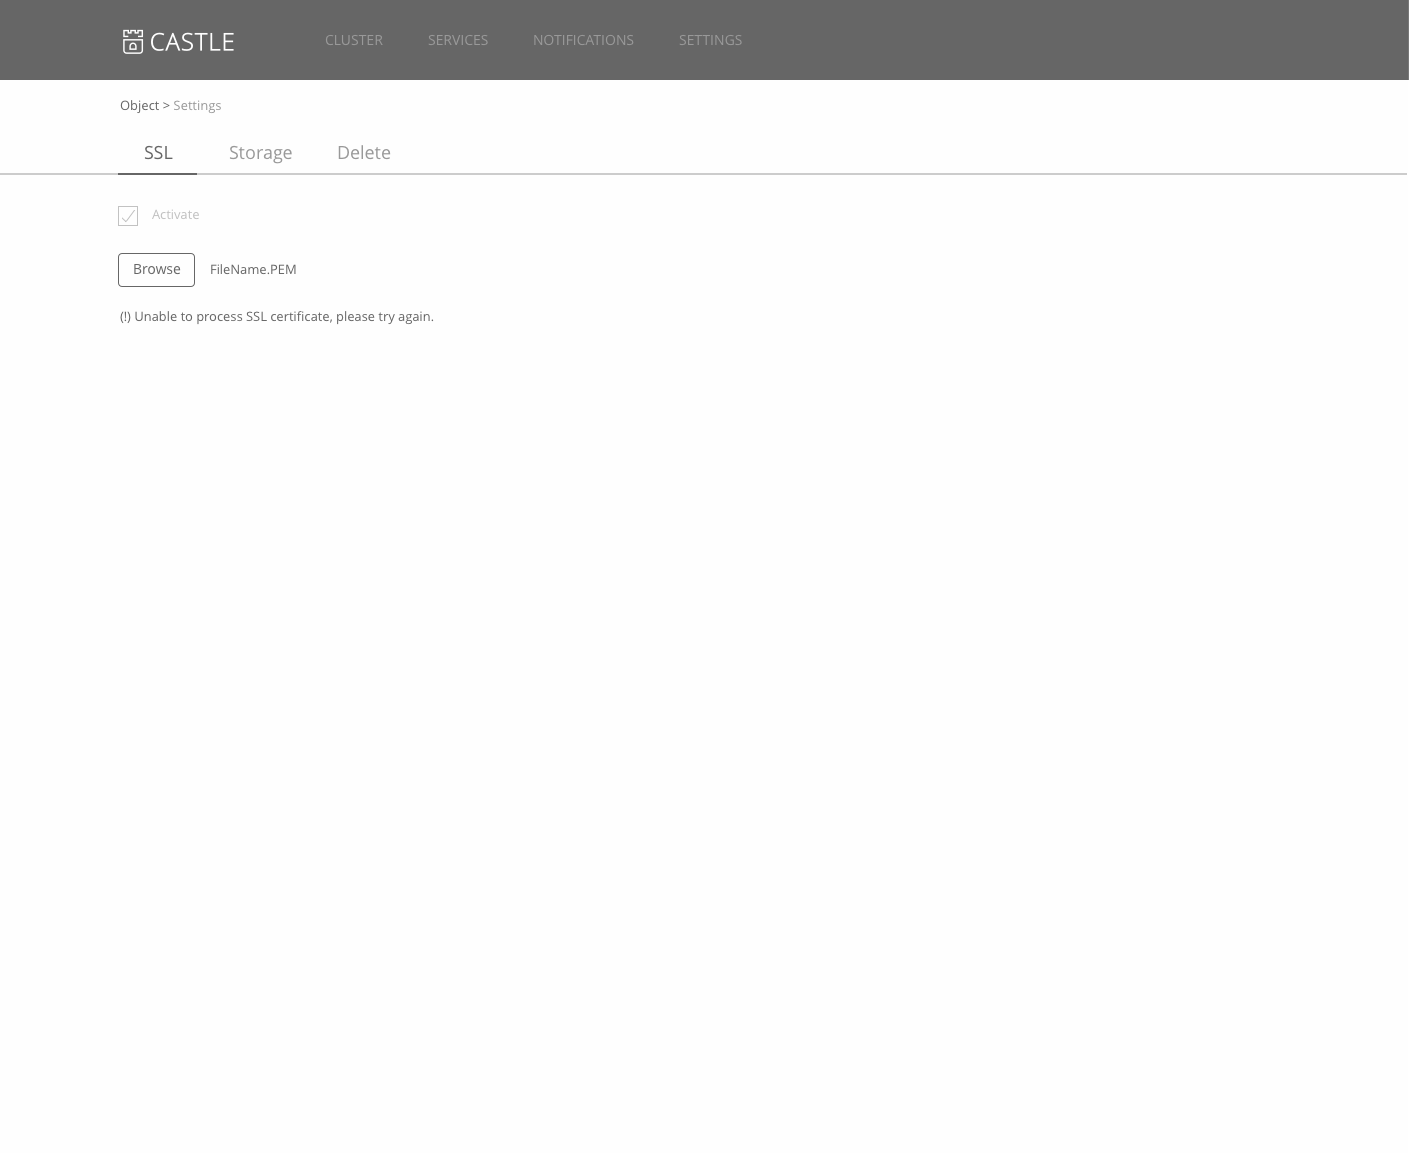 CASTLE CLUSTER SERVICES NOTIFICATIONS SETTINGS
Object > Settings
SSL Storage Delete
Activate
Browse FileName.PEM
(!) Unable to process SSL certificate, please try again.